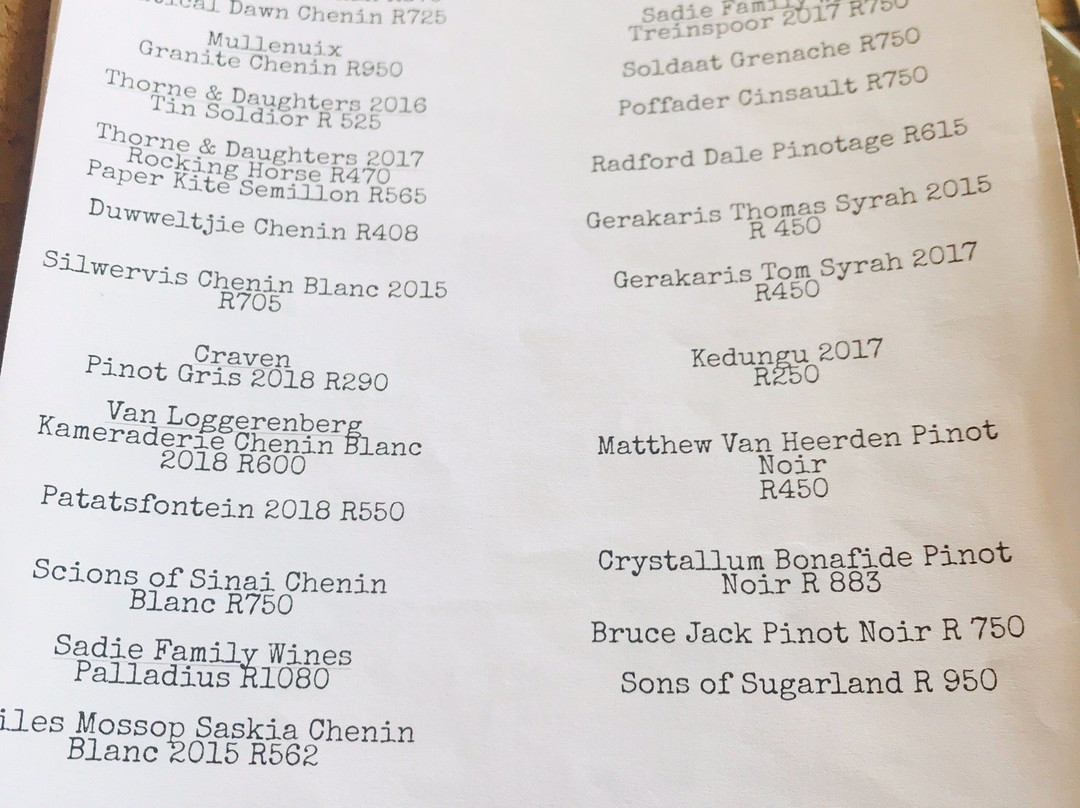 Dawn Chenin R725
Mullenuix
Granite Chenin R950
Thorne & Daughters 2016
Tin Soldior R 525
Thorne & Daughters 2017
Rocking Horse R470
Paper Kite Semillon R565
Duwweltjie Chenin R408
Silwervis Chenin Blanc 2015
R705
Craven
Pinot Gris 2018 R290
Van Loggerenberg
Kameraderie Chenin Blanc
2018 R600
Patatsfontein 2018 R550
Scions of Sinai Chenin
Blanc R750
Sadie Family Wines
Palladius R1080
Mossop Saskia Chenin
Blanc 2015 R562
Sadie Family
Treinspoor 2017 R750
Soldaat Grenache R750
Poffader Cinsault R750
Radford Dale Pinotage R615
Gerakaris Thomas Syrah 2015
R 450
Gerakaris Tom Syrah 2017
R450
Kedungu 2017
R250
Matthew Van Heerden Pinot
Noir
R450
Crystallum Bonafide Pinot
Noir R 883
Bruce Jack Pinot Noir R 750
Sons of Sugarland R 950